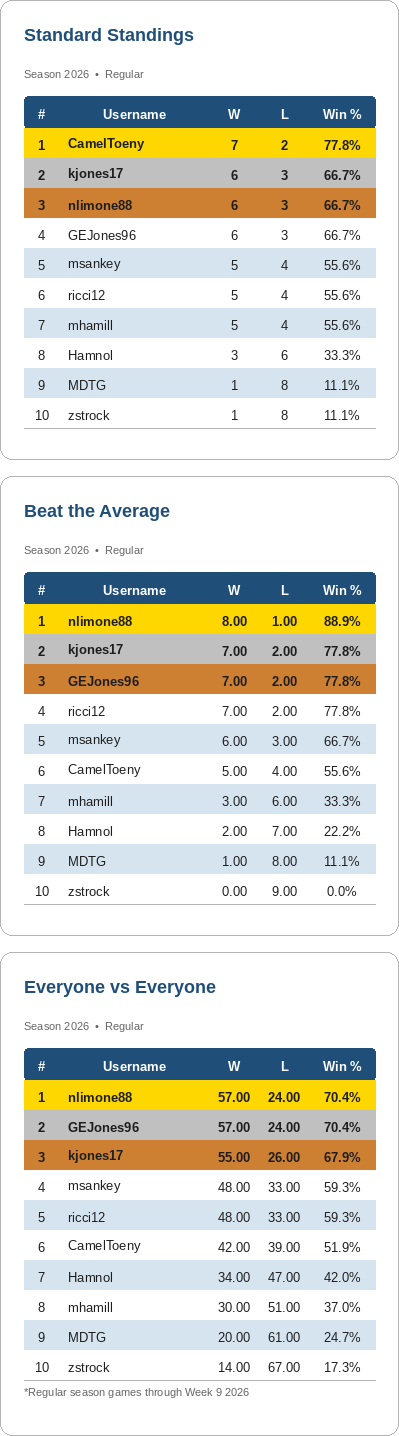 Standard Standings
Season 2026 • Regular
# Username W L Win %
1 CamelToeny 7 2 77.8%
2 kjones17 6 3 66.7%
3 nlimone88 6 3 66.7%
4 GEJones96 6 3 66.7%
5 msankey 5 4 55.6%
6 ricci12 5 4 55.6%
7 mhamill 5 4 55.6%
8 Hamnol 3 6 33.3%
9 MDTG 1 8 11.1%
10 zstrock 1 8 11.1%
Beat the Average
Season 2026 • Regular
# Username W L Win %
1 nlimone88 8.00 1.00 88.9%
2 kjones17 7.00 2.00 77.8%
3 GEJones96 7.00 2.00 77.8%
4 ricci12 7.00 2.00 77.8%
5 msankey 6.00 3.00 66.7%
6 CamelToeny 5.00 4.00 55.6%
7 mhamill 3.00 6.00 33.3%
8 Hamnol 2.00 7.00 22.2%
9 MDTG 1.00 8.00 11.1%
10 zstrock 0.00 9.00 0.0%
Everyone vs Everyone
Season 2026 • Regular
# Username W L Win %
1 nlimone88 57.00 24.00 70.4%
2 GEJones96 57.00 24.00 70.4%
3 kjones17 55.00 26.00 67.9%
4 msankey 48.00 33.00 59.3%
5 ricci12 48.00 33.00 59.3%
6 CamelToeny 42.00 39.00 51.9%
7 Hamnol 34.00 47.00 42.0%
8 mhamill 30.00 51.00 37.0%
9 MDTG 20.00 61.00 24.7%
10 zstrock 14.00 67.00 17.3%
*Regular season games through Week 9 2026